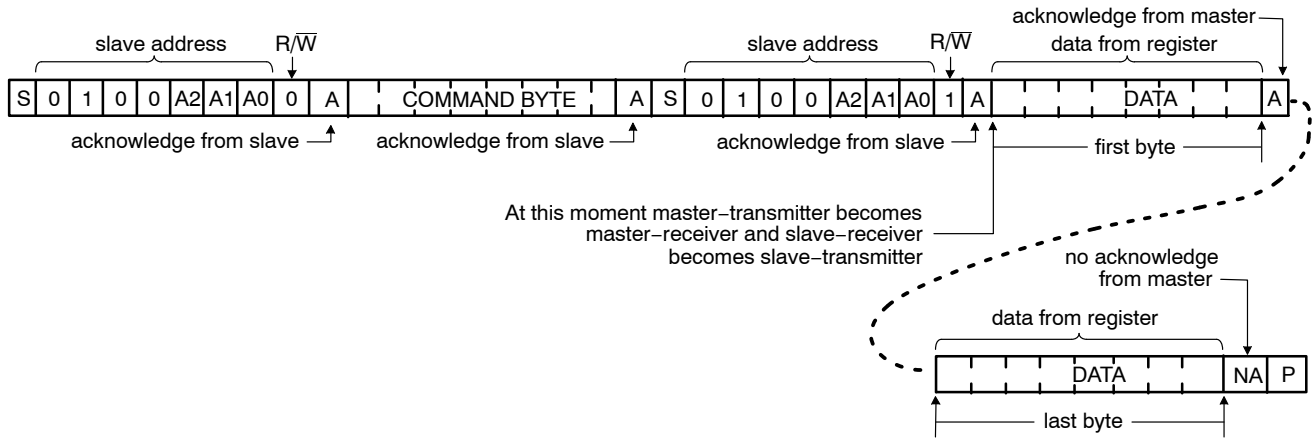 acknowledge from master
slave address
R/W̅
slave address
R/W̅
data from register
S 0 1 0 0 A2 A1 A0 0 A COMMAND BYTE A S 0 1 0 0 A2 A1 A0 1 A DATA A
acknowledge from slave
acknowledge from slave
acknowledge from slave
first byte
At this moment master−transmitter becomes
master−receiver and slave−receiver
becomes slave−transmitter
no acknowledge
from master
data from register
DATA NA P
last byte